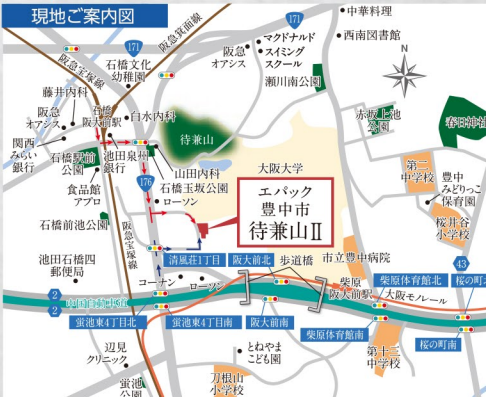 現地ご案内図
171
171
阪急宝塚線
阪急箕面線
石橋文化
幼稚園
阪急
オアシス
マクドナルド
スイミング
スクール
中華料理
西南図書館
瀬川南公園
藤井内科
阪急
オアシス
石橋
阪大前駅
白水内科
関西
みらい
銀行
石橋駅前
公園
池田泉州
銀行
待兼山
山田内科
石橋玉坂公園
ローソン
食品館
アプロ
176
大阪大学
赤坂上池
公園
春日神社
第二
中学校
豊中
みどりっこ
保育園
桜井谷
小学校
エパック
豊中市
待兼山Ⅱ
石橋前池公園
阪急宝塚線
池田石橋四
郵便局
清風荘1丁目
阪大前北
歩道橋
市立豊中病院
コーナン
ローソン
柴原
阪大前駅
柴原体育館北
大阪モノレール
桜の町北
43
2
2
中国自動車道
蛍池東4丁目北
蛍池東4丁目南
阪大前南
柴原体育館南
桜の町南
辺見
クリニック
とねやま
こども園
第十三
中学校
蛍池
公園
刀根山
小学校